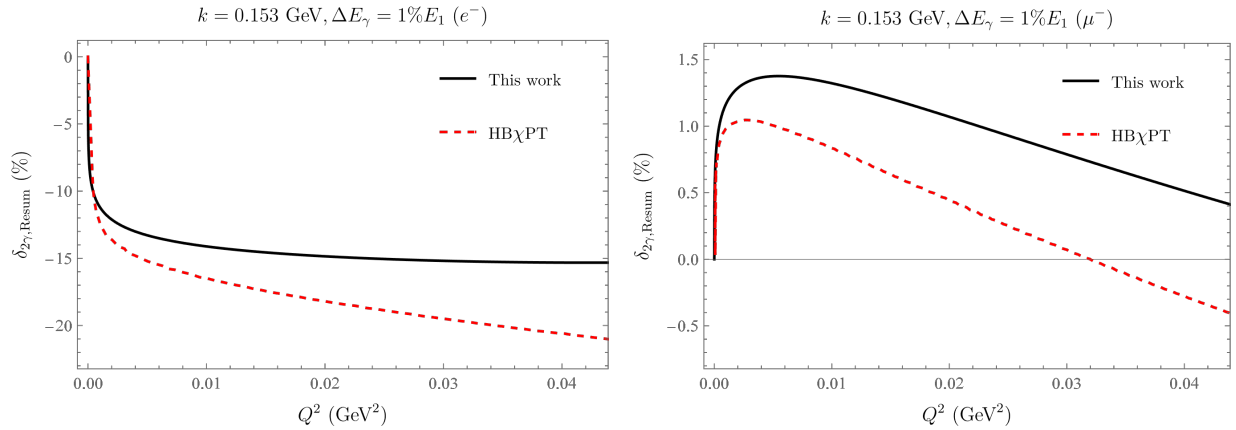 k = 0.153 GeV, ΔE_γ = 1%E_1 (e^−)
This work
HBχPT
δ_{2γ,Resum} (%)
0
−5
−10
−15
−20
0.00 0.01 0.02 0.03 0.04
Q^2 (GeV^2)
k = 0.153 GeV, ΔE_γ = 1%E_1 (μ^−)
This work
HBχPT
δ_{2γ,Resum} (%)
1.5
1.0
0.5
0.0
−0.5
0.00 0.01 0.02 0.03 0.04
Q^2 (GeV^2)